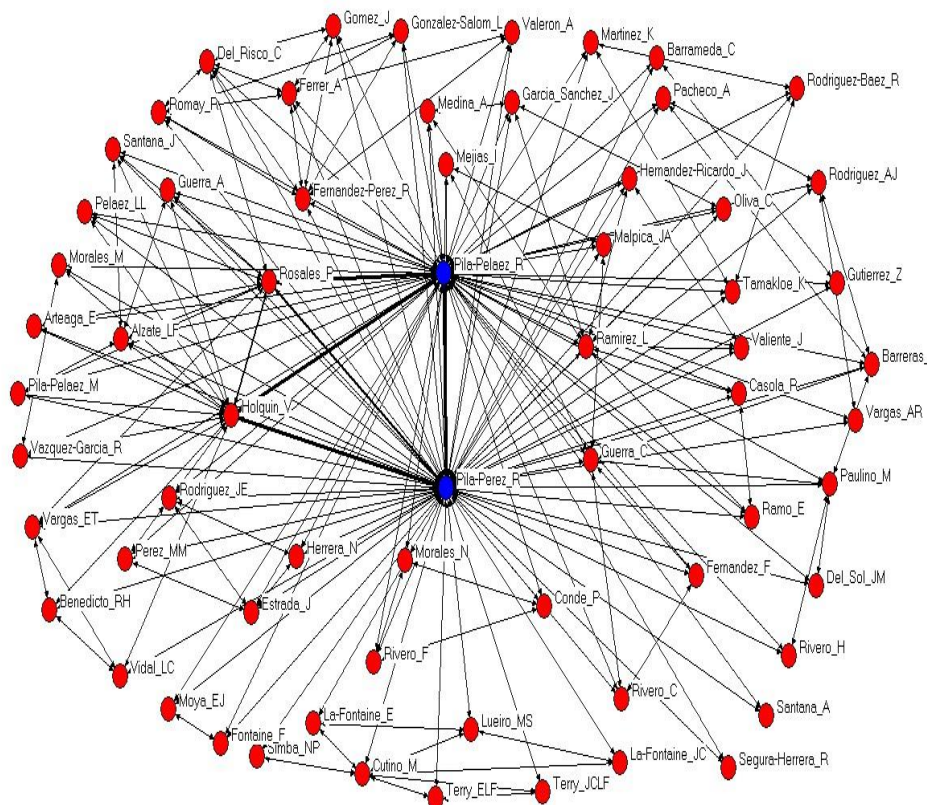 Gomez_J
Gonzalez-Salom_L
Valeron_A
Martinez_K
Barrameda_C
Del_Risco_C
Ferrer_A
Rodriguez-Baez_R
Pacheco_A
Garcia_Sanchez_J
Medina_A
Romay_R
Santana_J
Mejias_I
Hernandez-Ricardo_J
Rodriguez_AJ
Guerra_A
Fernandez-Perez_R
Pelaez_LL
Oliva_C
Malpica_JA
Morales_M
Rosales_P
Pila-Pelaez_R
Tamakloe_K
Gutierrez_Z
Arteaga_E
Alzate_LF
Ramirez_L
Valiente_J
Barreras_
Pila-Pelaez_M
Holquin_V
Casola_R
Vargas_AR
Vazquez-Garcia_R
Guerra_C
Pila-Perez_R
Paulino_M
Rodriguez_JE
Vargas_ET
Ramo_E
Perez_MM
Herrera_N
Morales_N
Fernandez_F
Del_Sol_JM
Benedicto_RH
Estrada_J
Conde_P
Vidal_LC
Rivero_F
Rivero_H
Moya_EJ
Rivero_C
Santana_A
La-Fontaine_E
Lueiro_MS
Fontaine_F
Simba_NP
Cutino_M
La-Fontaine_JC
Segura-Herrera_R
Terry_ELF
Terry_JCLF